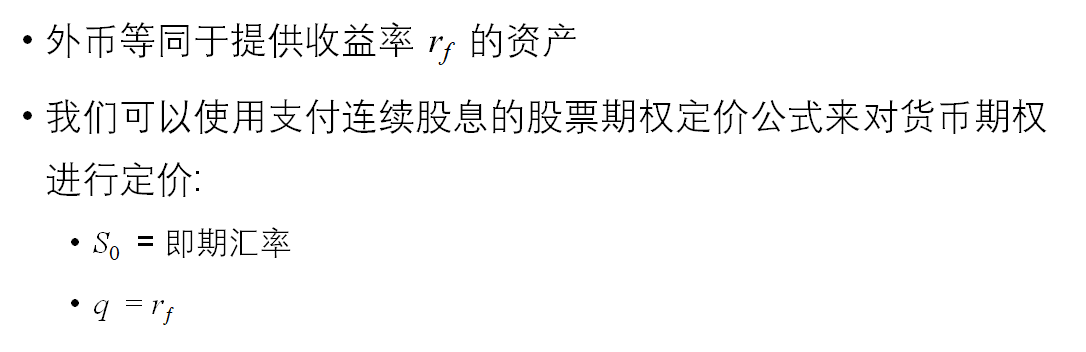 • 外币等同于提供收益率 r_f 的资产
• 我们可以使用支付连续股息的股票期权定价公式来对货币期权
进行定价:
• S_0 = 即期汇率
• q = r_f